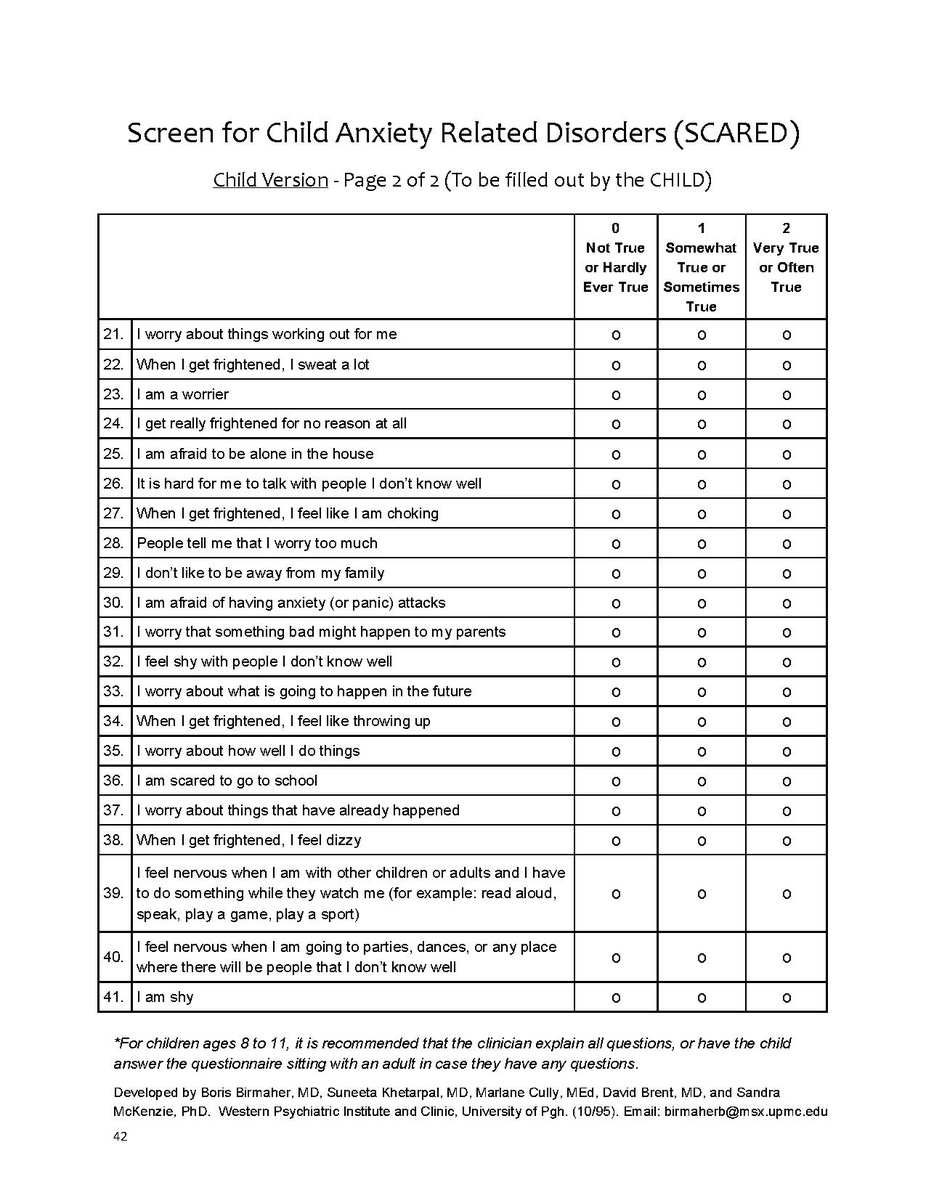 Screen for Child Anxiety Related Disorders (SCARED)
Child Version - Page 2 of 2 (To be filled out by the CHILD)
0
Not True
or Hardly
Ever True
1
Somewhat
True or
Sometimes
True
2
Very True
or Often
True
21. I worry about things working out for me o o o
22. When I get frightened, I sweat a lot o o o
23. I am a worrier o o o
24. I get really frightened for no reason at all o o o
25. I am afraid to be alone in the house o o o
26. It is hard for me to talk with people I don't know well o o o
27. When I get frightened, I feel like I am choking o o o
28. People tell me that I worry too much o o o
29. I don't like to be away from my family o o o
30. I am afraid of having anxiety (or panic) attacks o o o
31. I worry that something bad might happen to my parents o o o
32. I feel shy with people I don't know well o o o
33. I worry about what is going to happen in the future o o o
34. When I get frightened, I feel like throwing up o o o
35. I worry about how well I do things o o o
36. I am scared to go to school o o o
37. I worry about things that have already happened o o o
38. When I get frightened, I feel dizzy o o o
I feel nervous when I am with other children or adults and I have
39. to do something while they watch me (for example: read aloud, o o o
speak, play a game, play a sport)
40. I feel nervous when I am going to parties, dances, or any place
where there will be people that I don't know well o o o
41. I am shy o o o
*For children ages 8 to 11, it is recommended that the clinician explain all questions, or have the child
answer the questionnaire sitting with an adult in case they have any questions.
Developed by Boris Birmaher, MD, Suneeta Khetarpal, MD, Marlane Cully, MEd, David Brent, MD, and Sandra
McKenzie, PhD. Western Psychiatric Institute and Clinic, University of Pgh. (10/95). Email: birmaherb@msx.upmc.edu
42